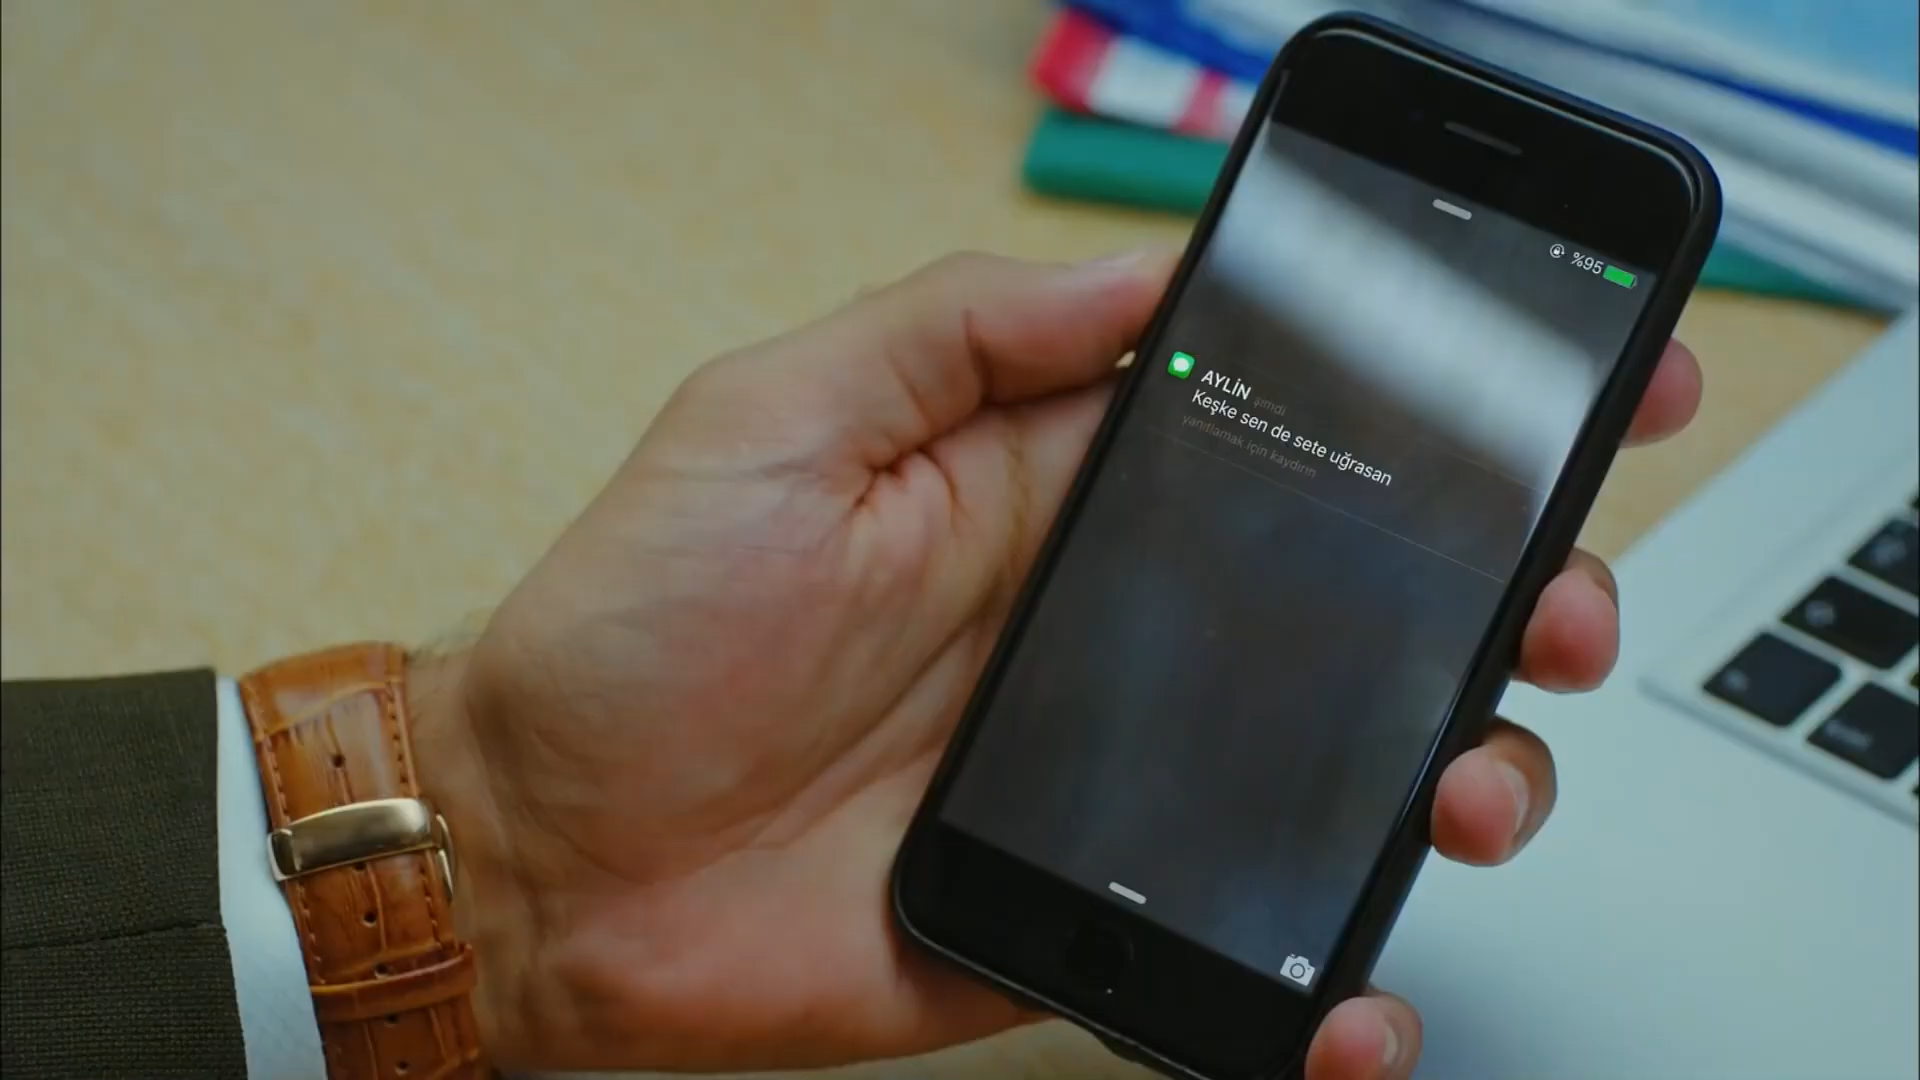 %95
AYLİN şimdi
Keşke sen de sete uğrasan
yanıtlamak için kaydırın